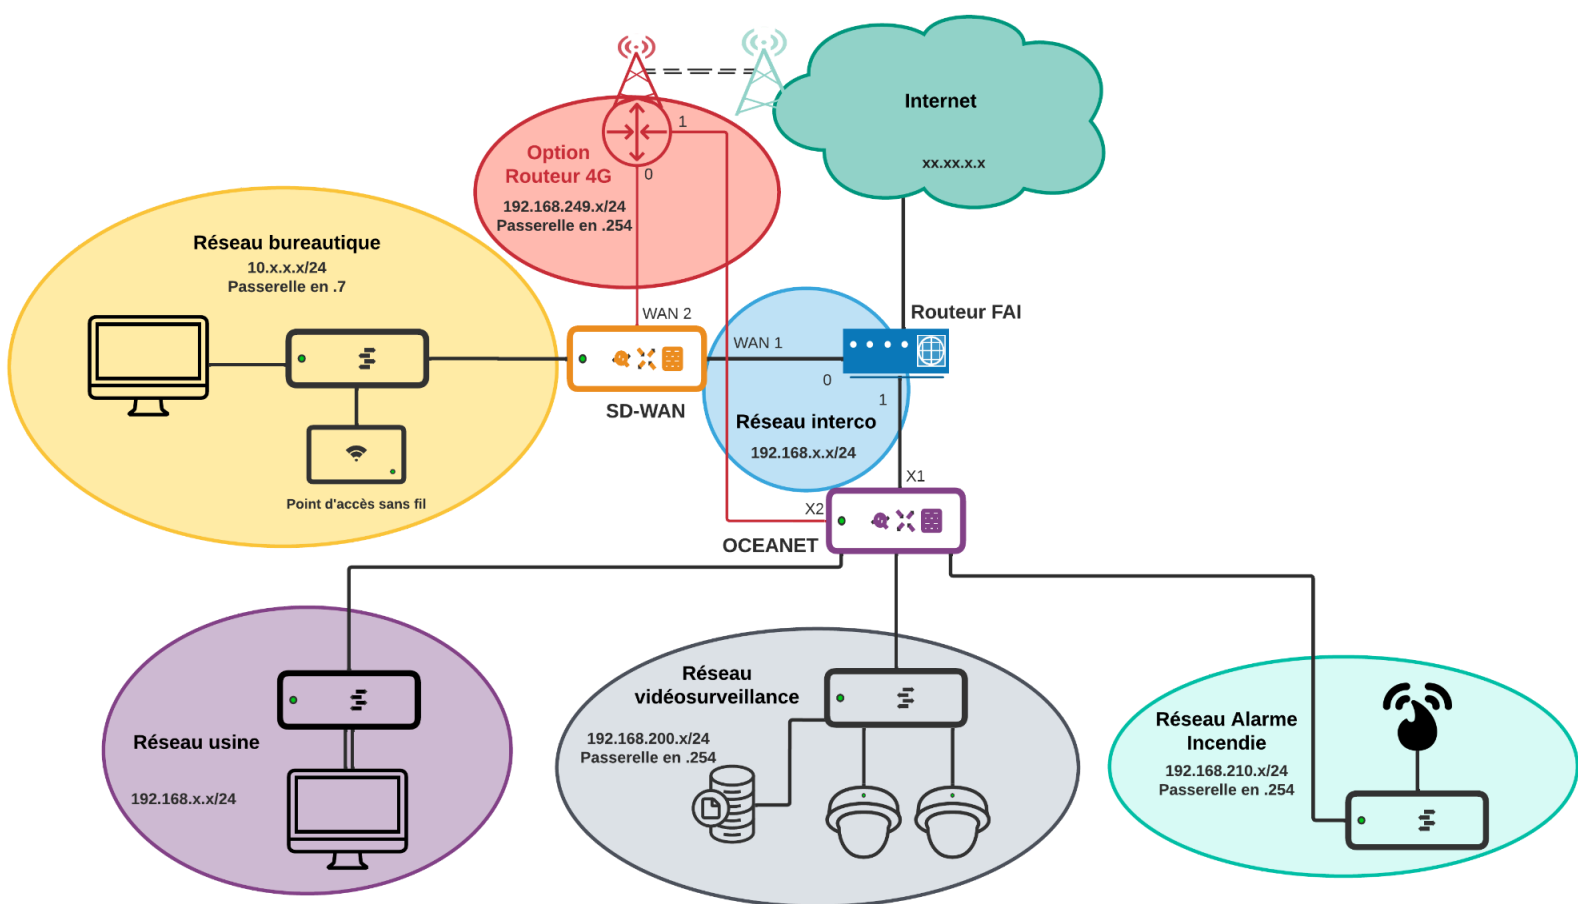 Internet
xx.xx.x.x
1
Option
Routeur 4G
0
192.168.249.x/24
Passerelle en .254
Réseau bureautique
10.x.x.x/24
Passerelle en .7
WAN 2
Routeur FAI
WAN 1
0
1
SD-WAN
Réseau interco
192.168.x.x/24
Point d'accès sans fil
X1
X2
OCEANET
Réseau usine
192.168.x.x/24
Réseau
vidéosurveillance
192.168.200.x/24
Passerelle en .254
Réseau Alarme
Incendie
192.168.210.x/24
Passerelle en .254